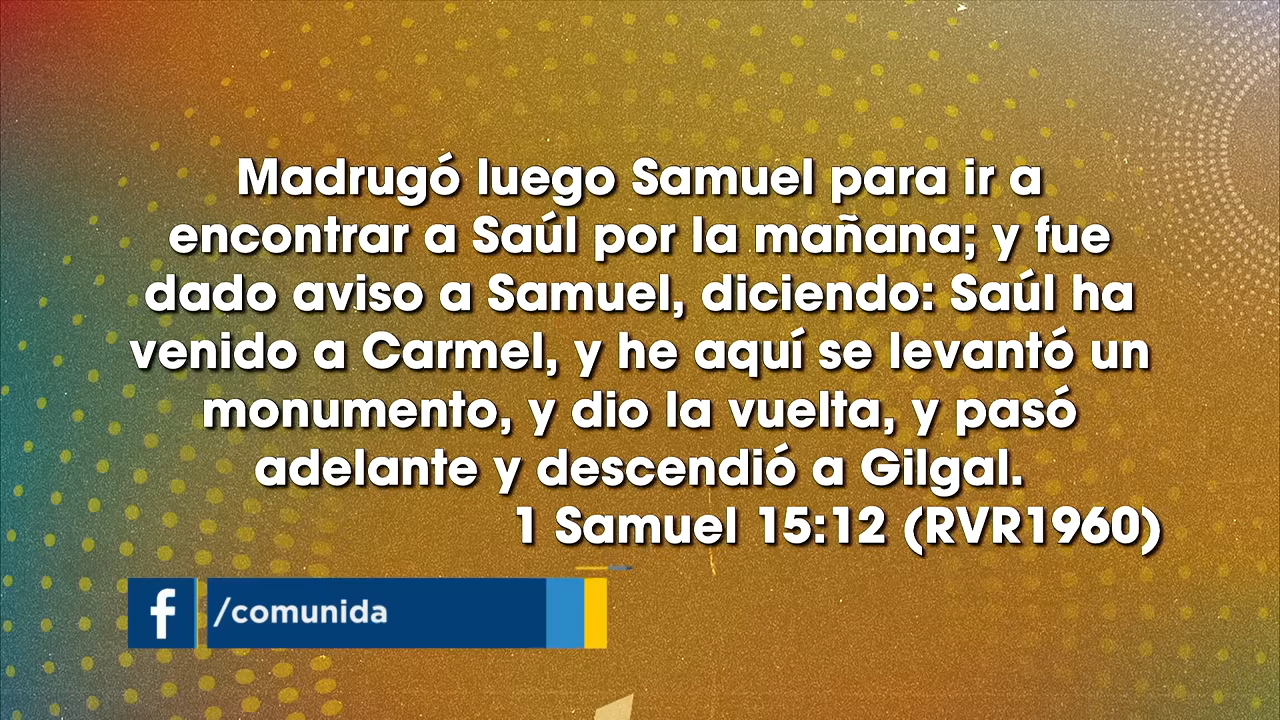 Madrugó luego Samuel para ir a
encontrar a Saúl por la mañana; y fue
dado aviso a Samuel, diciendo: Saúl ha
venido a Carmel, y he aquí se levantó un
monumento, y dio la vuelta, y pasó
adelante y descendió a Gilgal.
1 Samuel 15:12 (RVR1960)
f /comunida